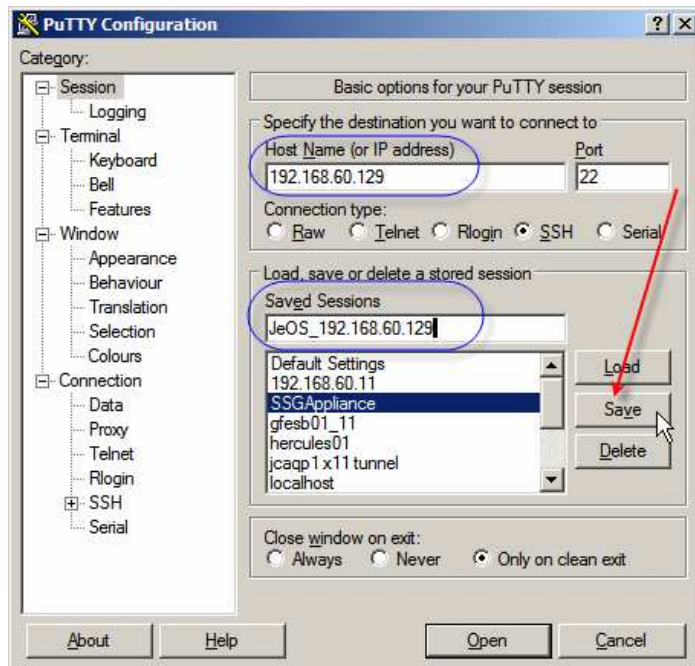 PuTTY Configuration
Category:
Session
Logging
Terminal
Keyboard
Bell
Features
Window
Appearance
Behaviour
Translation
Selection
Colours
Connection
Data
Proxy
Telnet
Rlogin
SSH
Serial
Basic options for your PuTTY session
Specify the destination you want to connect to
Host Name (or IP address) Port
192.168.60.129 22
Connection type:
Raw Telnet Rlogin SSH Serial
Load, save or delete a stored session
Saved Sessions
JeOS_192.168.60.129
Default Settings
192.168.60.11
SSGAppliance
gfesb01_11
hercules01
jcaqp1 x11 tunnel
localhost
Load
Save
Delete
Close window on exit:
Always Never Only on clean exit
About Help Open Cancel